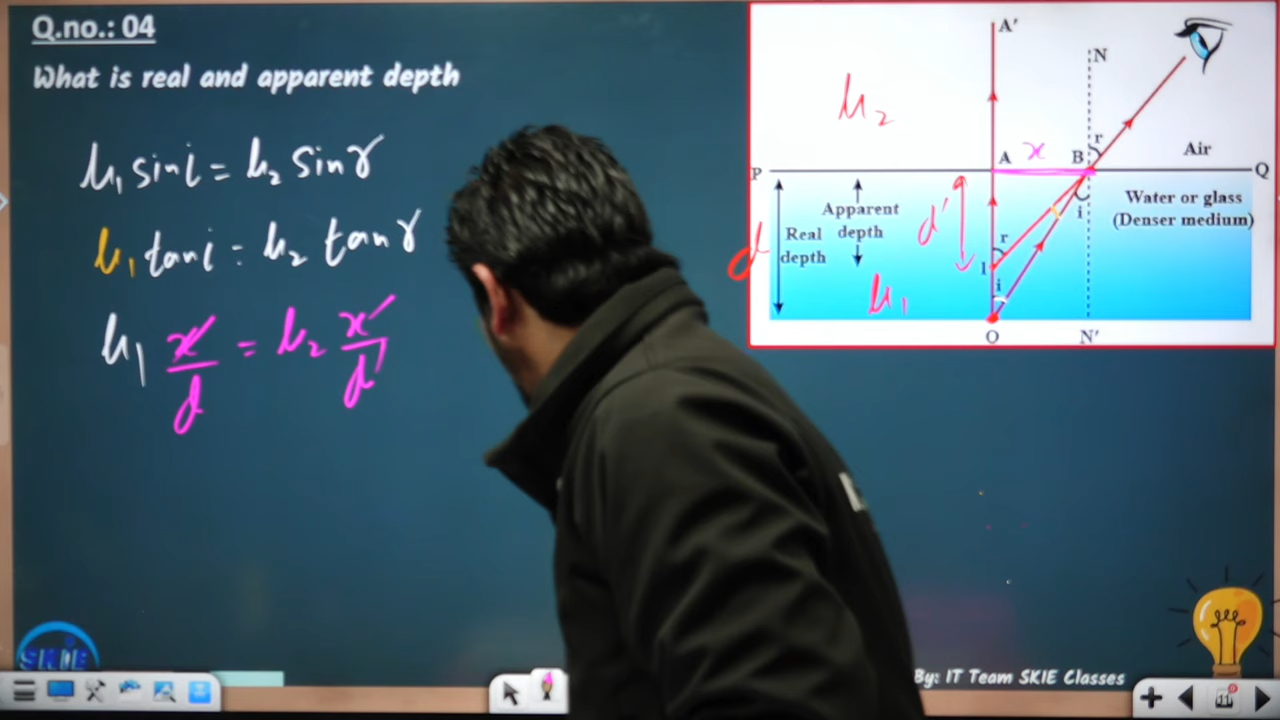 Q.no.: 04
What is real and apparent depth
μ₁ sin i = μ₂ sin r
μ₁ tan i = μ₂ tan r
μ₁ x/d = μ₂ x/d'
A'
N
μ₂
r
A
x
B
Air
P
Q
Apparent
depth
Real
depth
d
d'
Water or glass
(Denser medium)
i
r
I
i
μ₁
O
N'
SKIE
By: IT Team SKIE Classes
11